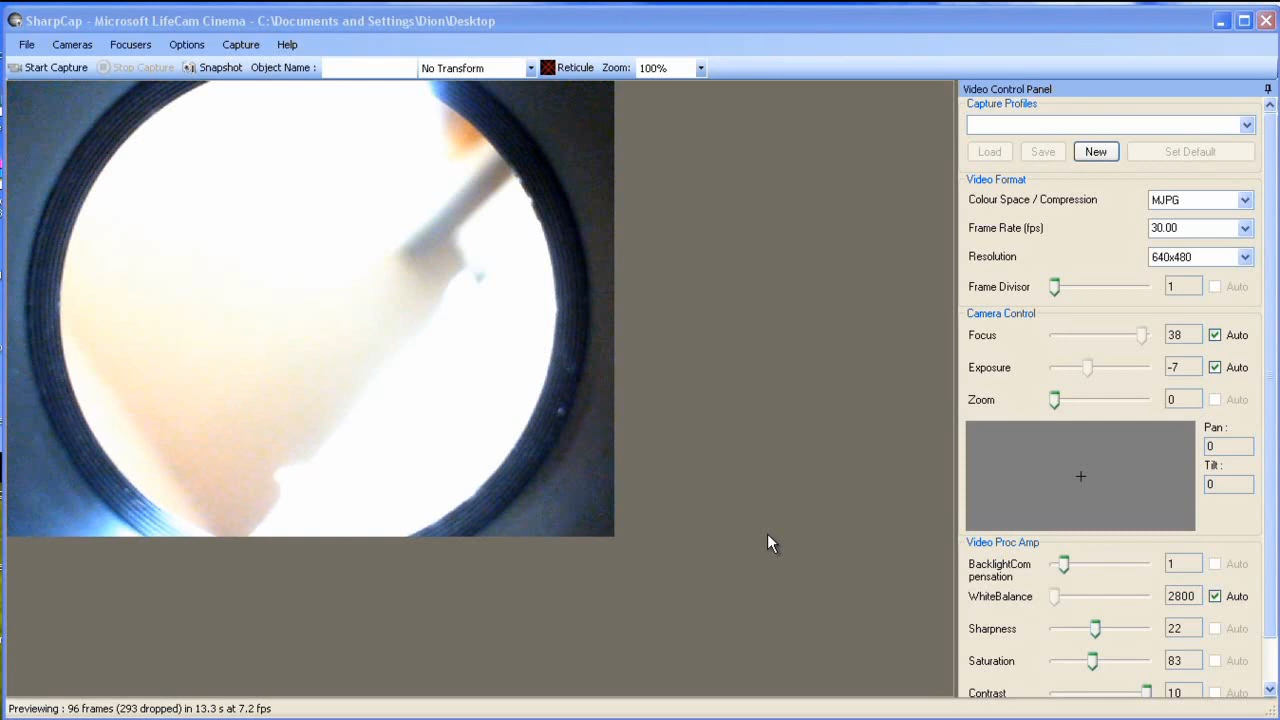 SharpCap - Microsoft LifeCam Cinema - C:\Documents and Settings\Dion\Desktop
File Cameras Focusers Options Capture Help
Start Capture Stop Capture Snapshot Object Name : No Transform Reticule Zoom: 100%
Video Control Panel
Capture Profiles
Load Save New Set Default
Video Format
Colour Space / Compression MJPG
Frame Rate (fps) 30.00
Resolution 640x480
Frame Divisor 1 Auto
Camera Control
Focus 38 Auto
Exposure -7 Auto
Zoom 0 Auto
Pan :
0
Tilt :
0
Video Proc Amp
BacklightCom
pensation 1 Auto
WhiteBalance 2800 Auto
Sharpness 22 Auto
Saturation 83 Auto
Contrast 10 Auto
Previewing : 96 frames (293 dropped) in 13.3 s at 7.2 fps